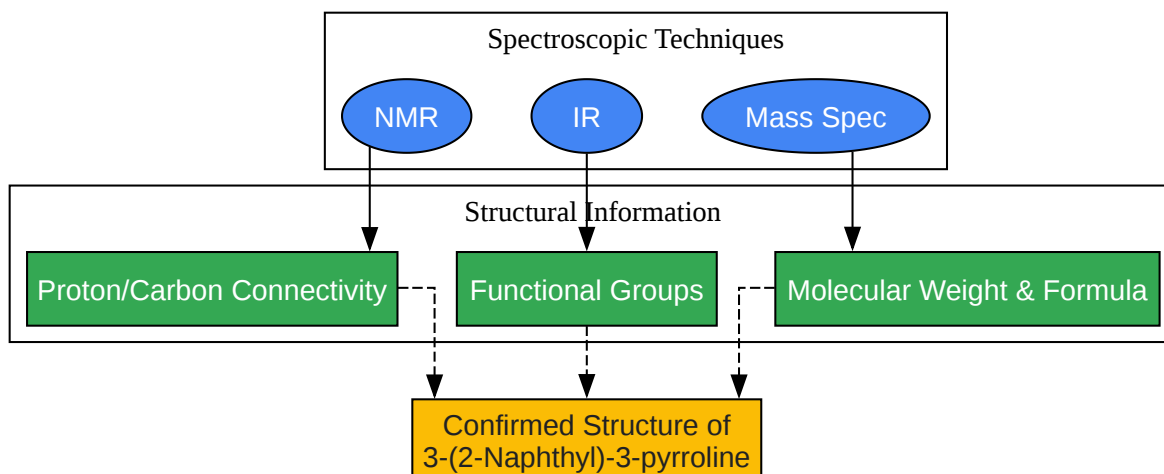 Spectroscopic Techniques
NMR
IR
Mass Spec
Structural Information
Proton/Carbon Connectivity
Functional Groups
Molecular Weight & Formula
Confirmed Structure of
3-(2-Naphthyl)-3-pyrroline